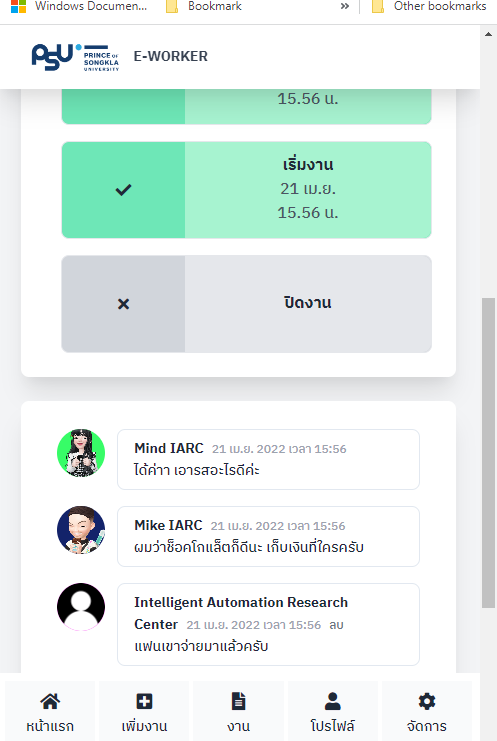 Windows Documen...
Bookmark
»
Other bookmarks
PSU PRINCE OF
SONGKLA
UNIVERSITY
E-WORKER
15.56 น.
เริ่มงาน
21 เม.ย.
15.56 น.
ปิดงาน
Mind IARC 21 เม.ย. 2022 เวลา 15:56
ได้ค่าา เอารสอะไรดีค่ะ
Mike IARC 21 เม.ย. 2022 เวลา 15:56
ผมว่าช็อคโกแล็ตก็ดีนะ เก็บเงินที่ใครครับ
Intelligent Automation Research
Center 21 เม.ย. 2022 เวลา 15:56 ลบ
แฟนเขาจ่ายมาแล้วครับ
หน้าแรก
เพิ่มงาน
งาน
โปรไฟล์
จัดการ